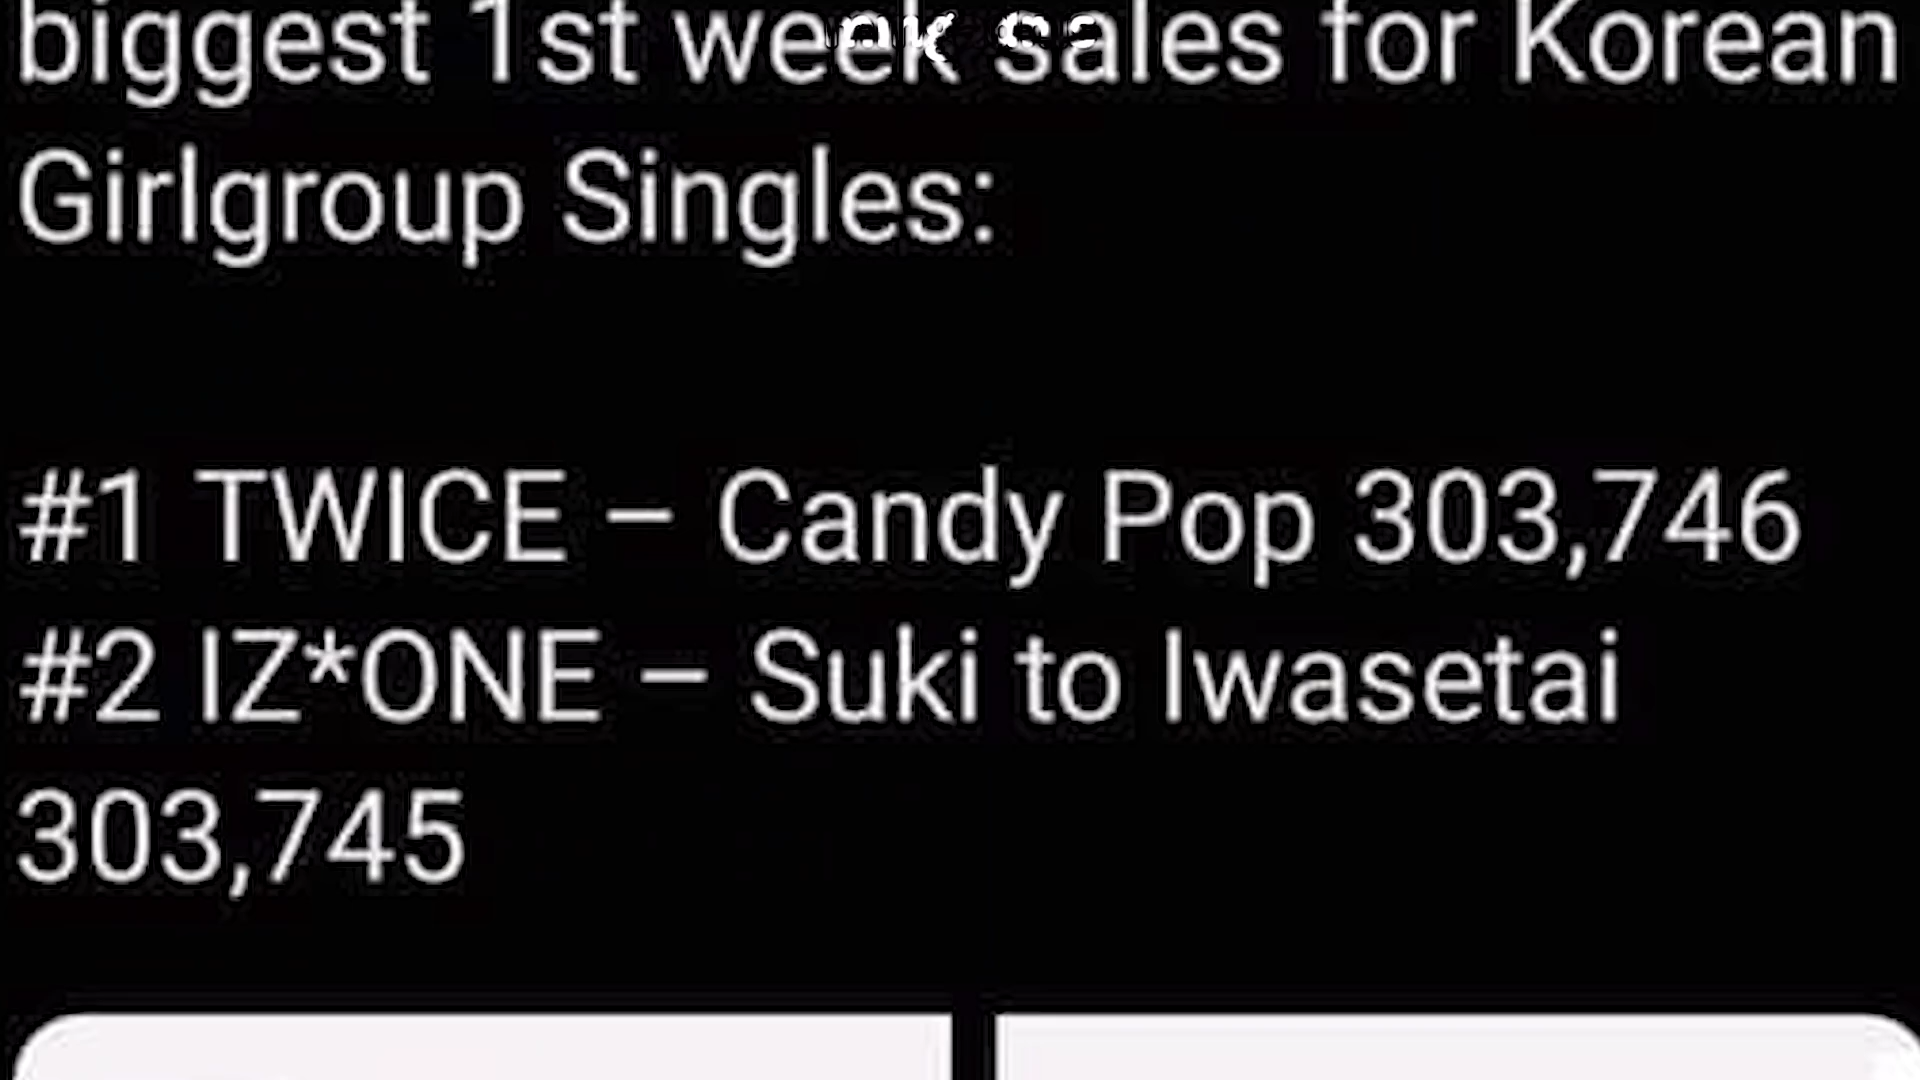 biggest 1st week sales for Korean
Girlgroup Singles:
#1 TWICE – Candy Pop 303,746
#2 IZ*ONE – Suki to Iwasetai
303,745